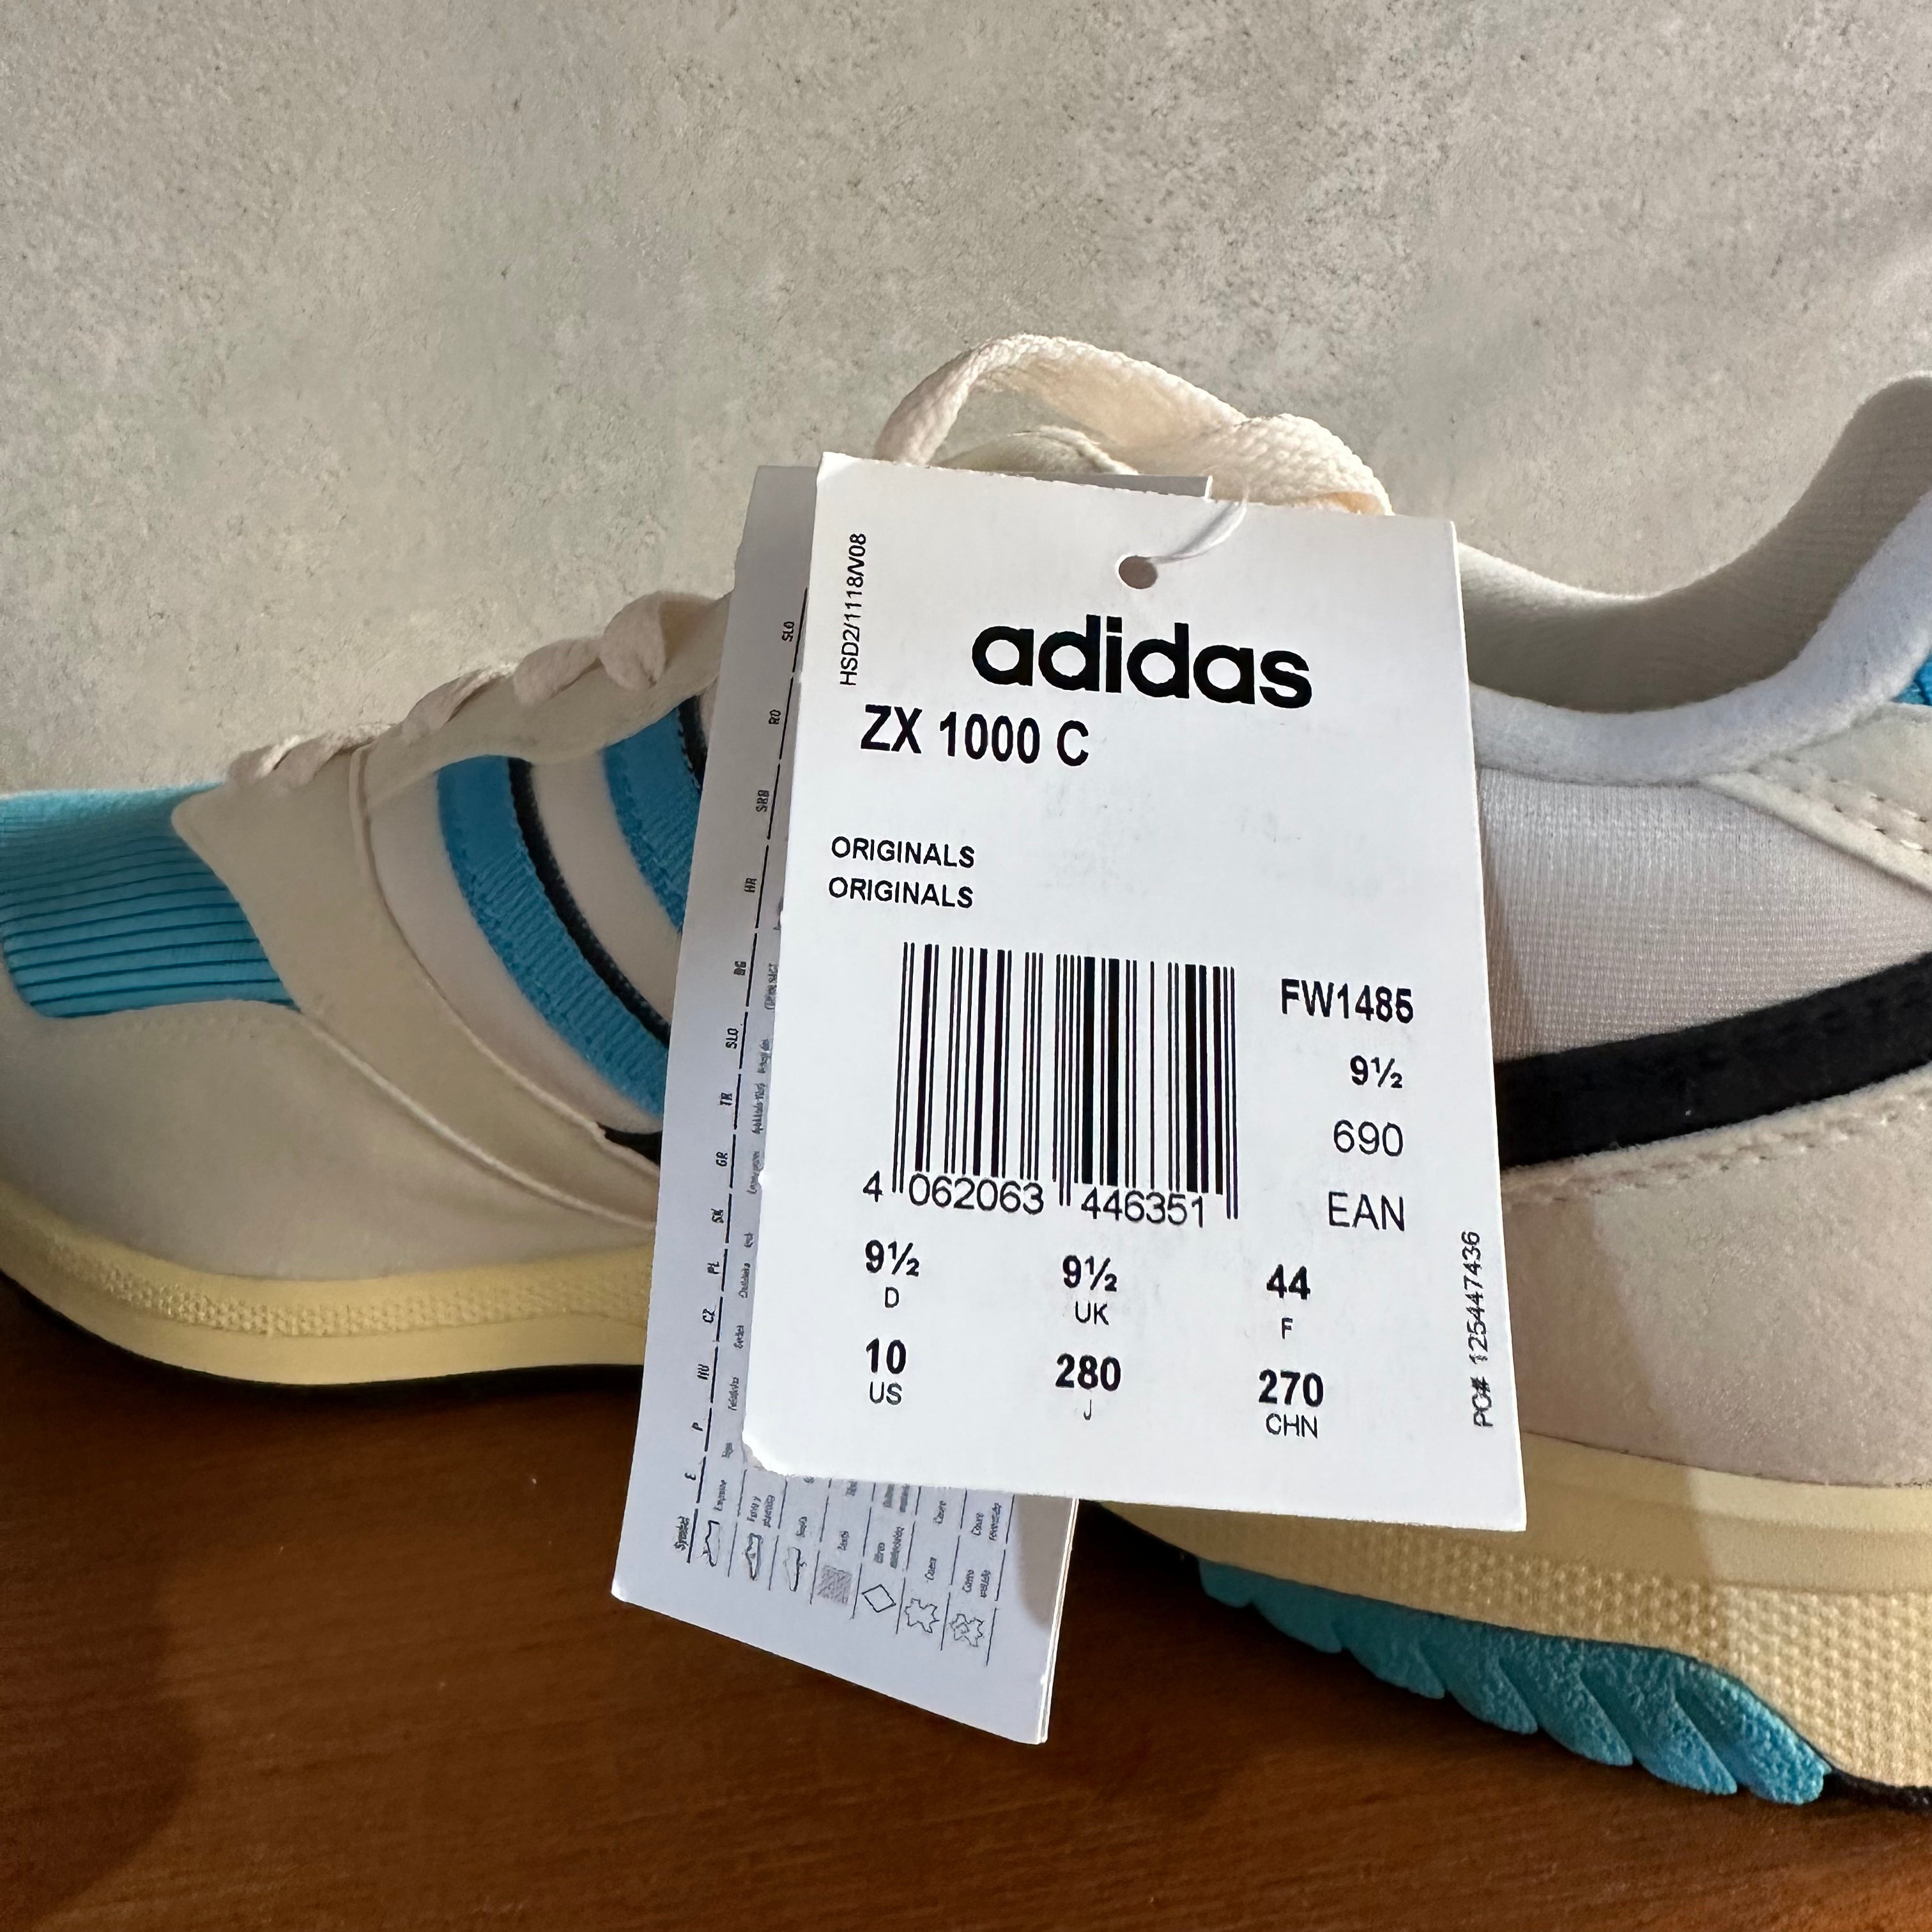 HSD2/1118/V08
adidas
ZX 1000 C
ORIGINALS
ORIGINALS
FW1485
9½
690
EAN
4 062063 446351
9½ 9½ 44
D UK F
10 280 270
US J CHN
PO# 125447436
SLO
RO
SRB
HR
BG
SLO
TR
GR
SK
PL
CZ
HU
P
E